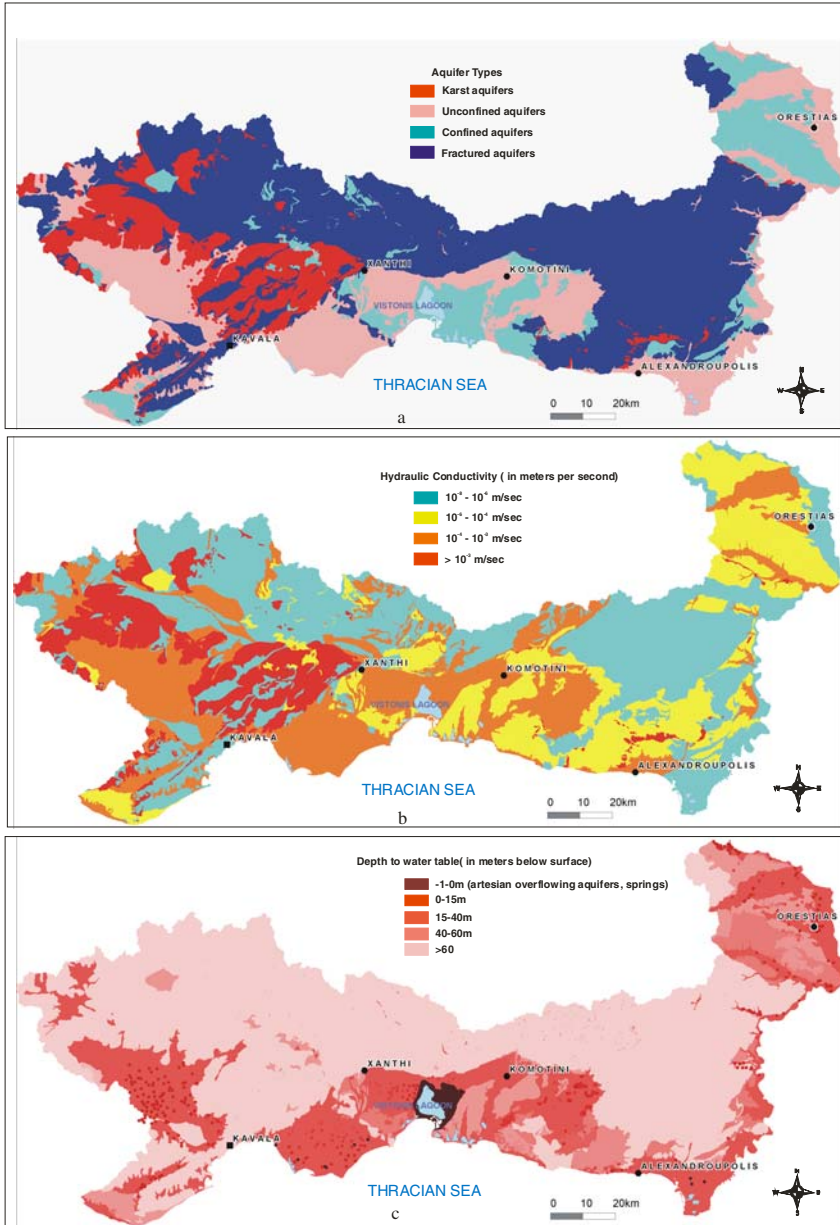 Aquifer Types
Karst aquifers
Unconfined aquifers
Confined aquifers
Fractured aquifers
ORESTIAS
XANTHI
KOMOTINI
VISTONIS LAGOON
KAVALA
ALEXANDROUPOLIS
THRACIAN SEA
0 10 20km
N
W E
S
a
Hydraulic Conductivity ( in meters per second)
m/sec
m/sec
m/sec
m/sec
ORESTIAS
XANTHI
KOMOTINI
VISTONIS LAGOON
KAVALA
ALEXANDROUPOLIS
THRACIAN SEA
0 10 20km
N
W E
S
b
Depth to water table( in meters below surface)
-1-0m (artesian overflowing aquifers, springs)
0-15m
15-40m
40-60m
>60
ORESTIAS
XANTHI
KOMOTINI
VISTONIS LAGOON
KAVALA
ALEXANDROUPOLIS
THRACIAN SEA
0 10 20km
N
W E
S
c